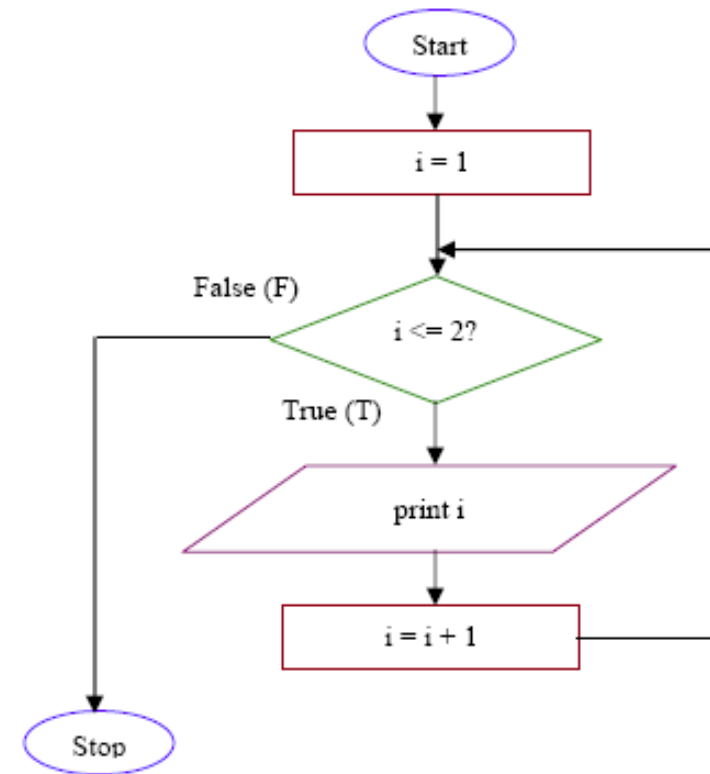 Start
i = 1
False (F)
i <= 2?
True (T)
print i
i = i + 1
Stop